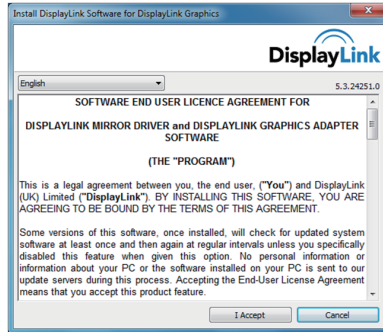 Install DisplayLink Software for DisplayLink Graphics
DisplayLink
English
5.3.24251.0
SOFTWARE END USER LICENCE AGREEMENT FOR
DISPLAYLINK MIRROR DRIVER and DISPLAYLINK GRAPHICS ADAPTER
SOFTWARE
(THE "PROGRAM")
This is a legal agreement between you, the end user, ("You") and DisplayLink
(UK) Limited ("DisplayLink"). BY INSTALLING THIS SOFTWARE, YOU ARE
AGREEING TO BE BOUND BY THE TERMS OF THIS AGREEMENT.
Some versions of this software, once installed, will check for updated system
software at least once and then again at regular intervals unless you specifically
disabled this feature when given this option. No personal information or
information about your PC or the software installed on your PC is sent to our
update servers during this process. Accepting the End-User License Agreement
means that you accept this product feature.
I Accept
Cancel